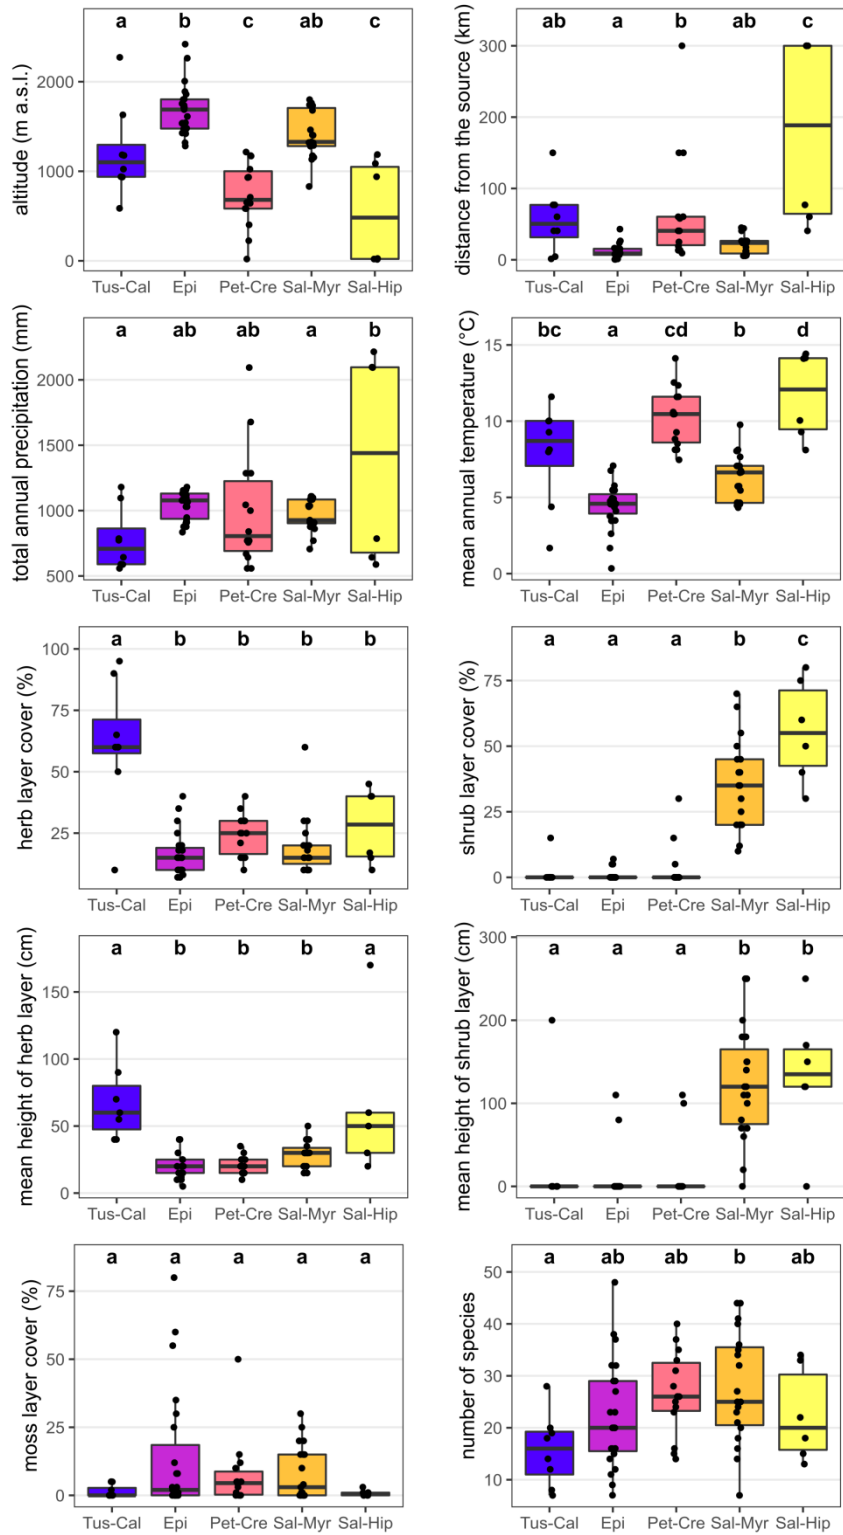 a b c ab c
altitude (m a.s.l.)
2000
1000
0
Tus-Cal Epi Pet-Cre Sal-Myr Sal-Hip
ab a b ab c
distance from the source (km)
300
200
100
0
Tus-Cal Epi Pet-Cre Sal-Myr Sal-Hip
a ab ab a b
total annual precipitation (mm)
2000
1500
1000
500
Tus-Cal Epi Pet-Cre Sal-Myr Sal-Hip
bc a cd b d
mean annual temperature (°C)
15
10
5
0
Tus-Cal Epi Pet-Cre Sal-Myr Sal-Hip
a b b b b
herb layer cover (%)
100
75
50
25
Tus-Cal Epi Pet-Cre Sal-Myr Sal-Hip
a a a b c
shrub layer cover (%)
75
50
25
0
Tus-Cal Epi Pet-Cre Sal-Myr Sal-Hip
a b b b a
mean height of herb layer (cm)
150
100
50
0
Tus-Cal Epi Pet-Cre Sal-Myr Sal-Hip
a a a b b
mean height of shrub layer (cm)
300
200
100
0
Tus-Cal Epi Pet-Cre Sal-Myr Sal-Hip
a a a a a
moss layer cover (%)
75
50
25
0
Tus-Cal Epi Pet-Cre Sal-Myr Sal-Hip
a ab ab b ab
number of species
50
40
30
20
10
Tus-Cal Epi Pet-Cre Sal-Myr Sal-Hip